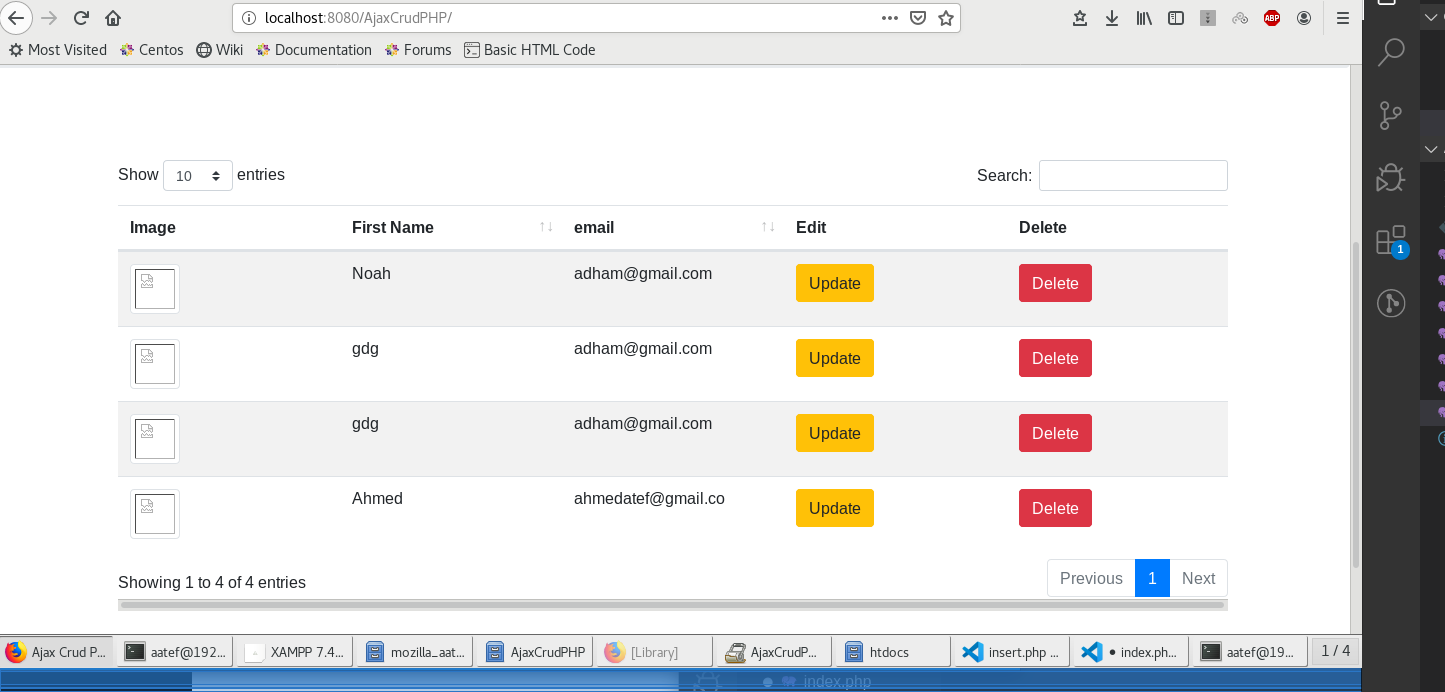 localhost:8080/AjaxCrudPHP/
ABP
Most Visited Centos Wiki Documentation Forums Basic HTML Code
Show 10 entries Search:
Image First Name email Edit Delete
Noah adham@gmail.com Update Delete
gdg adham@gmail.com Update Delete
gdg adham@gmail.com Update Delete
Ahmed ahmedatef@gmail.co Update Delete
Showing 1 to 4 of 4 entries Previous 1 Next
1
Ajax Crud P... aatef@192... XAMPP 7.4... mozilla_aat... AjaxCrudPHP [Library] AjaxCrudP... htdocs insert.php ... • index.ph... aatef@19... 1 / 4
● index.php